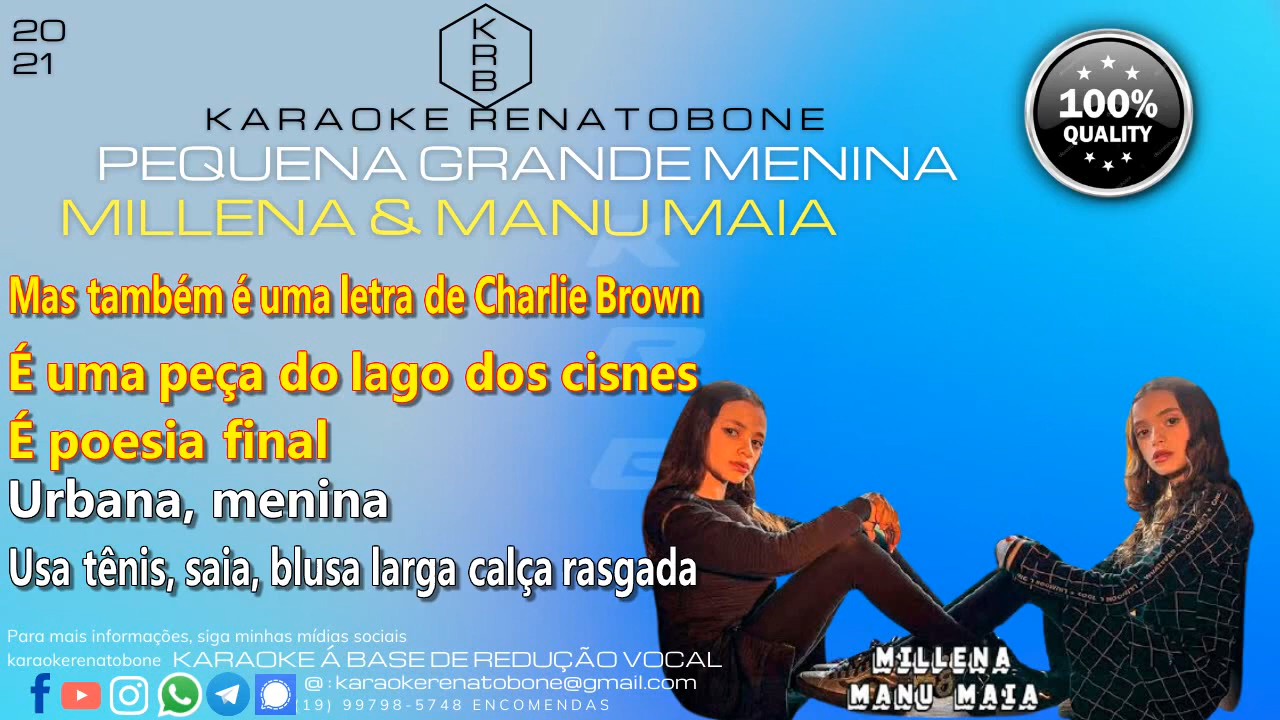 20
21
K
R
B
KARAOKE RENATOBONE
100%
QUALITY
PEQUENA GRANDE MENINA
MILLENA & MANU MAIA
K
R
B
Mas também é uma letra de Charlie Brown
É uma peça do lago dos cisnes
É poesia final
Urbana, menina
Usa tênis, saia, blusa larga calça rasgada
Para mais informações, siga minhas mídias sociais
karaokerenatobone
KARAOKE Á BASE DE REDUÇÃO VOCAL
@:karaokerenatobone@gmail.com
(19) 99798-5748 ENCOMENDAS
MILLENA
MANU MAIA